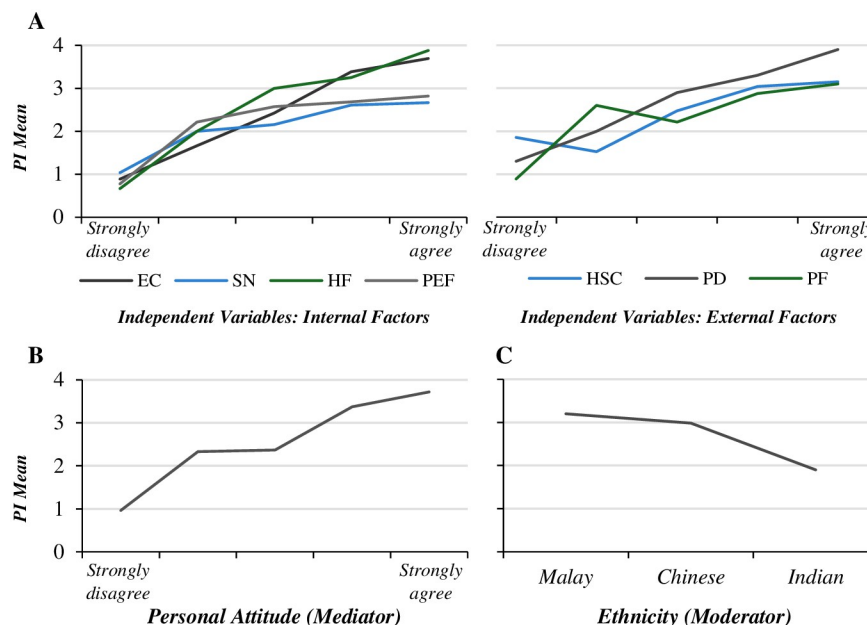 A
4
3
2
1
0
PI Mean
Strongly disagree
Strongly agree
EC SN HF PEF
Independent Variables: Internal Factors
Strongly disagree
Strongly agree
HSC PD PF
Independent Variables: External Factors
B
4
3
2
1
0
PI Mean
Strongly disagree
Strongly agree
Personal Attitude (Mediator)
C
Malay Chinese Indian
Ethnicity (Moderator)